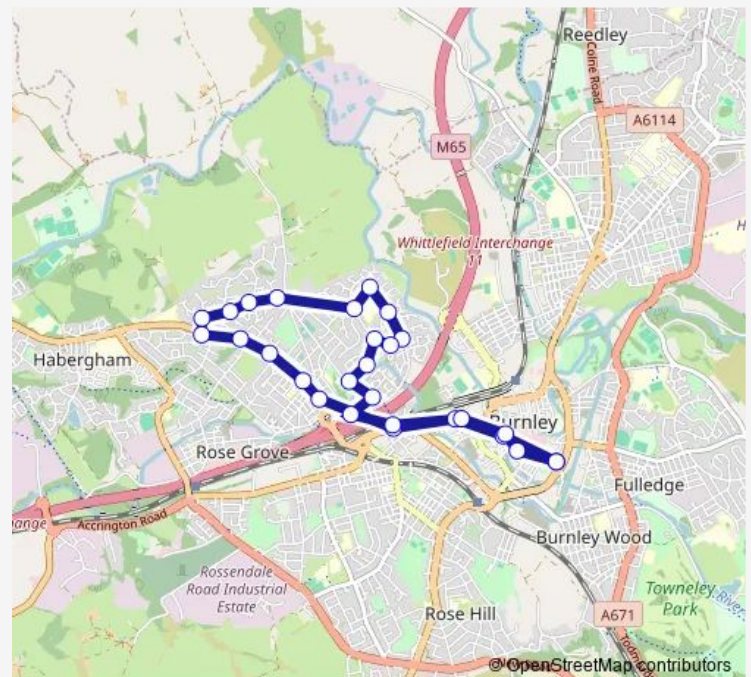 Reedley
Colne Road
A6114
M65
Whittlefield Interchange
11
Habergham
Burnley
Rose Grove
Fulledge
Accrington Road
Burnley Wood
Rossendale
Road Industrial
Estate
Towneley
Park
Rose Hill
A671
© OpenStreetMap contributors